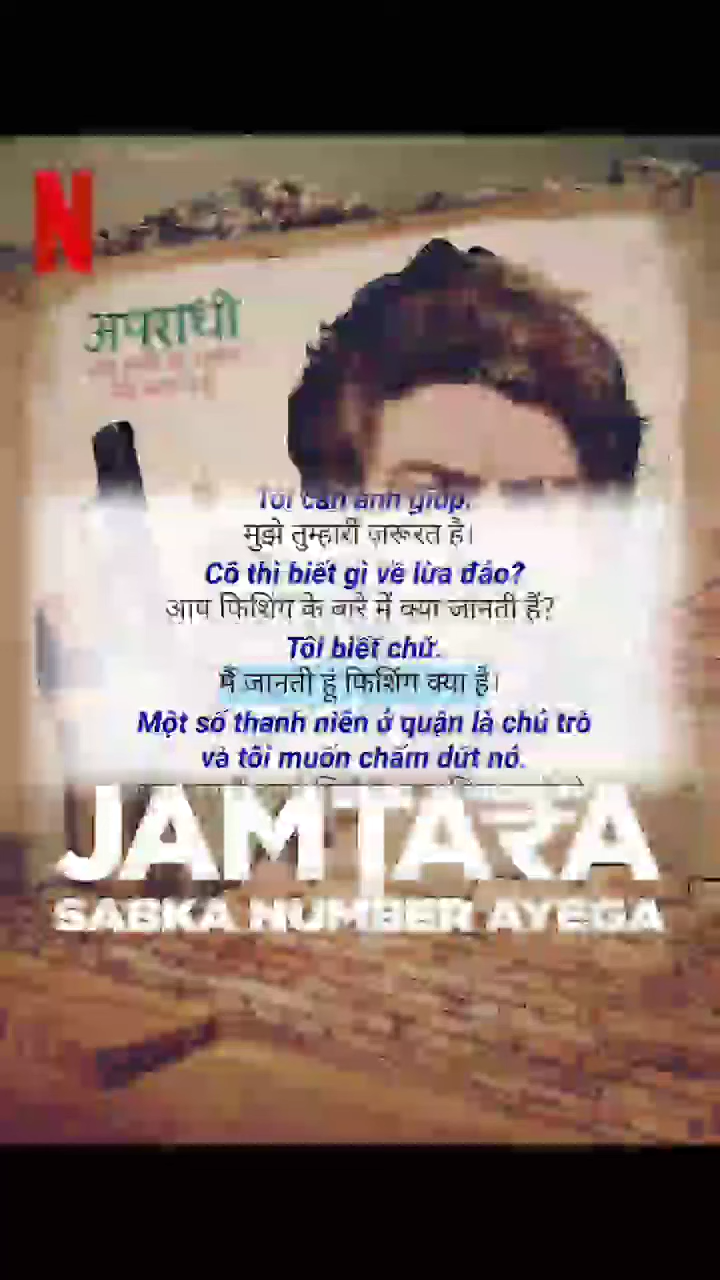 N
अपराधी
Tôi cần anh giúp.
मुझे तुम्हारी ज़रूरत है।
Cô thì biết gì về lừa đảo?
आप फिशिंग के बारे में क्या जानती हैं?
Tôi biết chứ.
मैं जानती हूं फिशिंग क्या है।
Một số thanh niên ở quận là chủ trò
và tôi muốn chấm dứt nó.
JAMTARA
SABKA NUMBER AYEGA